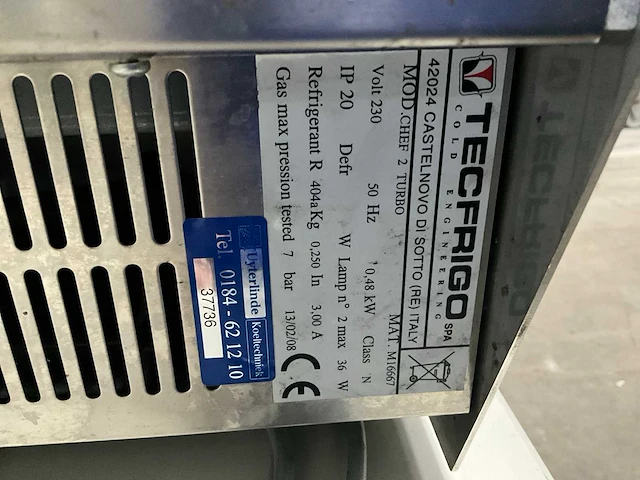 TECFRIGO SPA
COLD ENGINEERING
42024 CASTELNOVO DI SOTTO (RE) ITALY
MOD.CHEF 2 TURBO MAT. M16667
Volt 230 50 Hz 0,48 kW Class N
IP 20 Defr W Lamp n° 2 max 36 W
Refrigerant R 404a Kg 0,250 In 3,00 A
Gas max pression tested 7 bar 13/02/08
CE
Uyterlinde Koeltechniek
Tel. 0184-62 12 10
37736